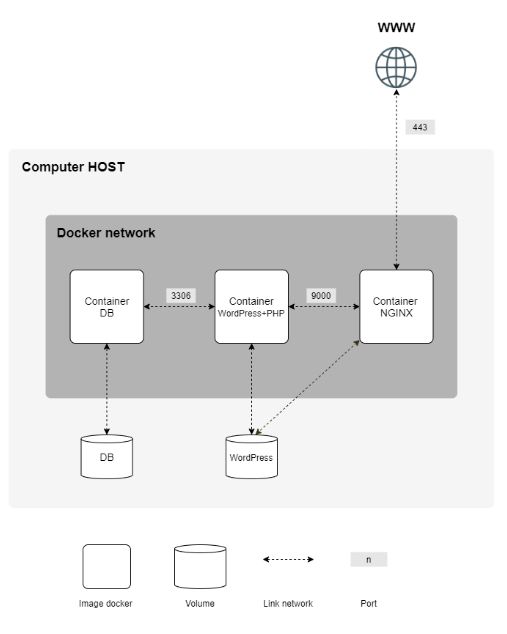 WWW
443
Computer HOST
Docker network
Container
DB
3306
Container
WordPress+PHP
9000
Container
NGINX
DB
WordPress
n
Image docker
Volume
Link network
Port